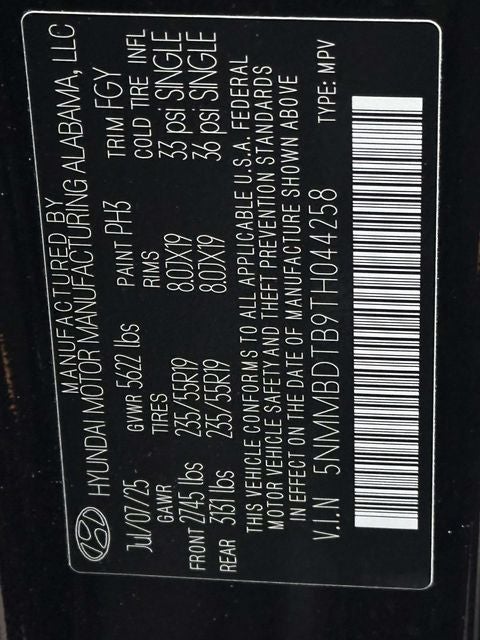 MANUFACTURED BY
HYUNDAI MOTOR MANUFACTURING ALABAMA, LLC
Jul/07/25 GVWR 5622 lbs PAINT PH3 TRIM FGY
GAWR TIRES RIMS COLD TIRE INFL
FRONT 2745 lbs 235/55R19 8.0JX19 33 psi SINGLE
REAR 3131 lbs 235/55R19 8.0JX19 36 psi SINGLE
THIS VEHICLE CONFORMS TO ALL APPLICABLE U.S.A. FEDERAL
MOTOR VEHICLE SAFETY AND THEFT PREVENTION STANDARDS
IN EFFECT ON THE DATE OF MANUFACTURE SHOWN ABOVE
V.I.N 5NMMBDTB9TH044258 TYPE: MPV